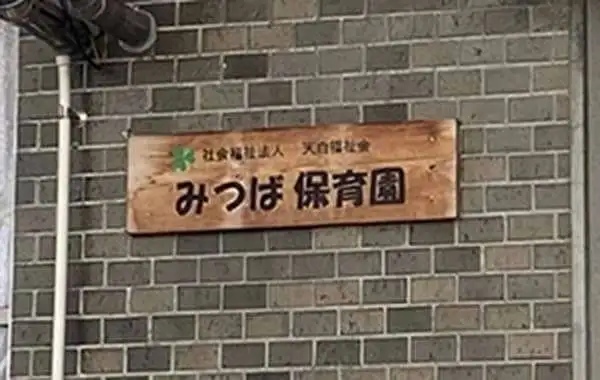 社会福祉法人 天白福祉会
みつば保育園